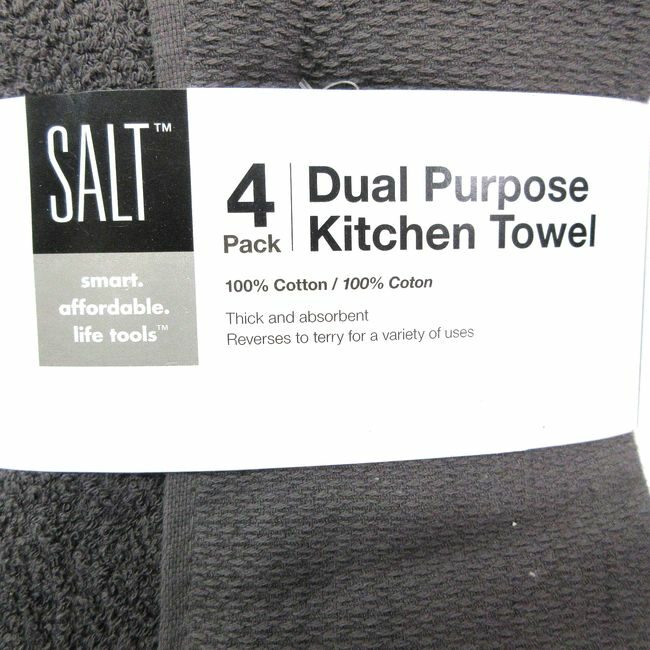 SALT™
smart.
affordable.
life tools™
4
Pack
Dual Purpose
Kitchen Towel
100% Cotton / 100% Coton
Thick and absorbent
Reverses to terry for a variety of uses